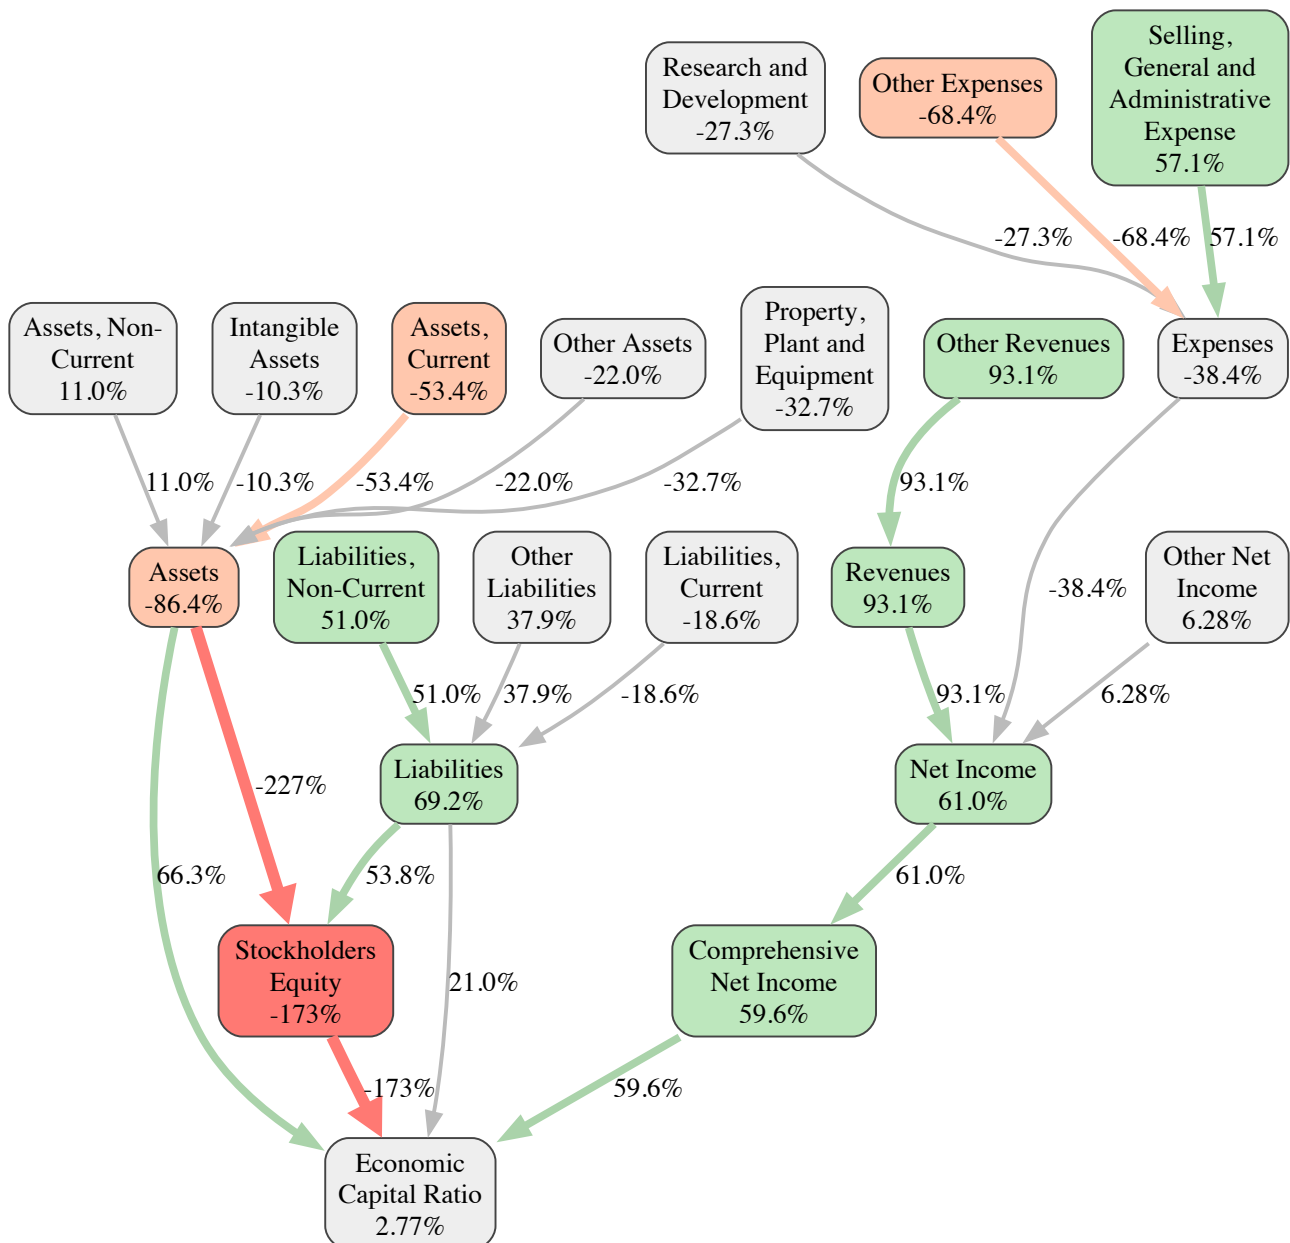 Selling,
General and
Administrative
Expense
57.1%
Research and
Development
-27.3%
Other Expenses
-68.4%
-27.3%
-68.4%
57.1%
Assets, Non-
Current
11.0%
Intangible
Assets
-10.3%
Assets,
Current
-53.4%
Other Assets
-22.0%
Property,
Plant and
Equipment
-32.7%
Other Revenues
93.1%
Expenses
-38.4%
11.0%
-10.3%
-53.4%
-22.0%
-32.7%
93.1%
Assets
-86.4%
Liabilities,
Non-Current
51.0%
Other
Liabilities
37.9%
Liabilities,
Current
-18.6%
Revenues
93.1%
-38.4%
Other Net
Income
6.28%
51.0%
37.9%
-18.6%
93.1%
6.28%
-227%
Liabilities
69.2%
Net Income
61.0%
66.3%
53.8%
61.0%
Stockholders
Equity
-173%
21.0%
Comprehensive
Net Income
59.6%
-173%
59.6%
Economic
Capital Ratio
2.77%